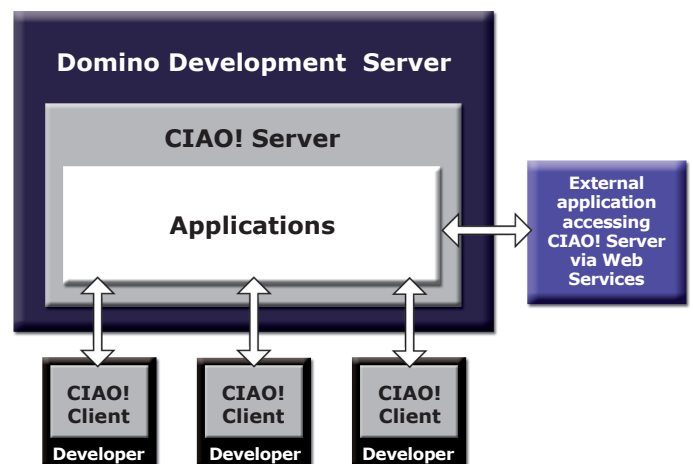 Domino Development Server
CIAO! Server
Applications
External
application
accessing
CIAO! Server
via Web
Services
CIAO!
Client
Developer
CIAO!
Client
Developer
CIAO!
Client
Developer